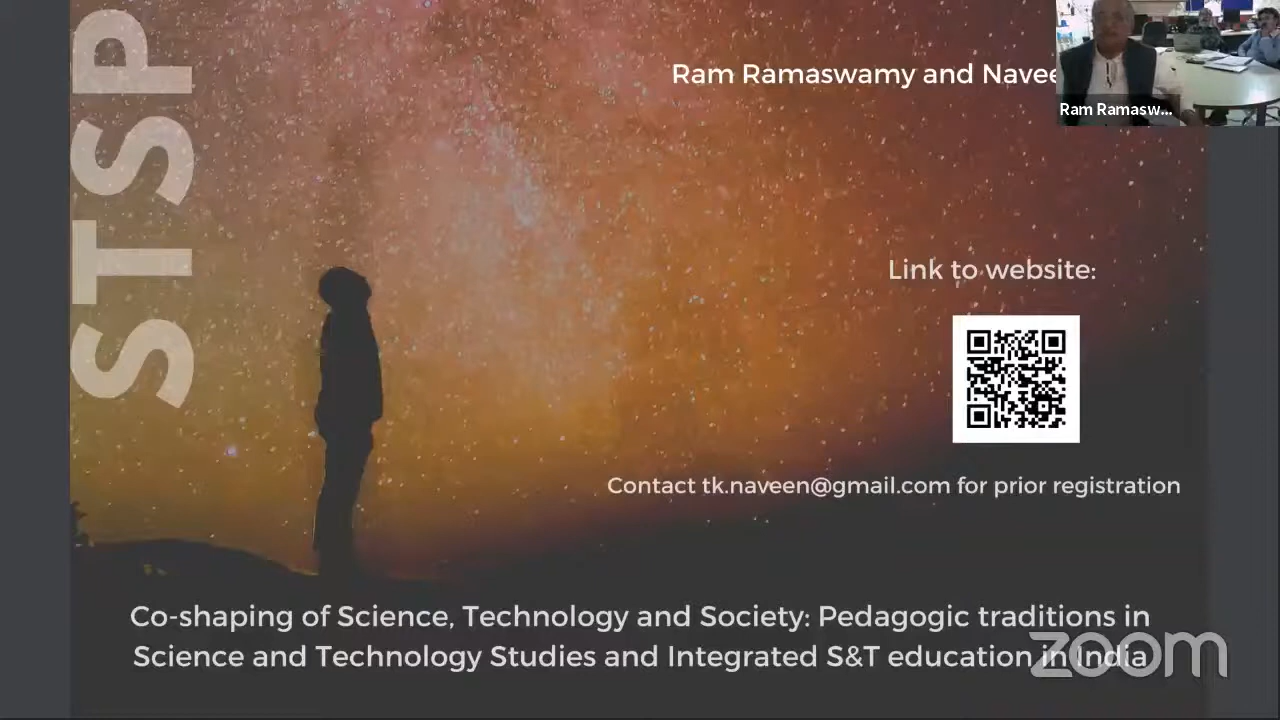 STSP
Ram Ramaswamy and Navee
Ram Ramasw...
Link to website:
Contact tk.naveen@gmail.com for prior registration
Co-shaping of Science, Technology and Society: Pedagogic traditions in
Science and Technology Studies and Integrated S&T education in India
zoom